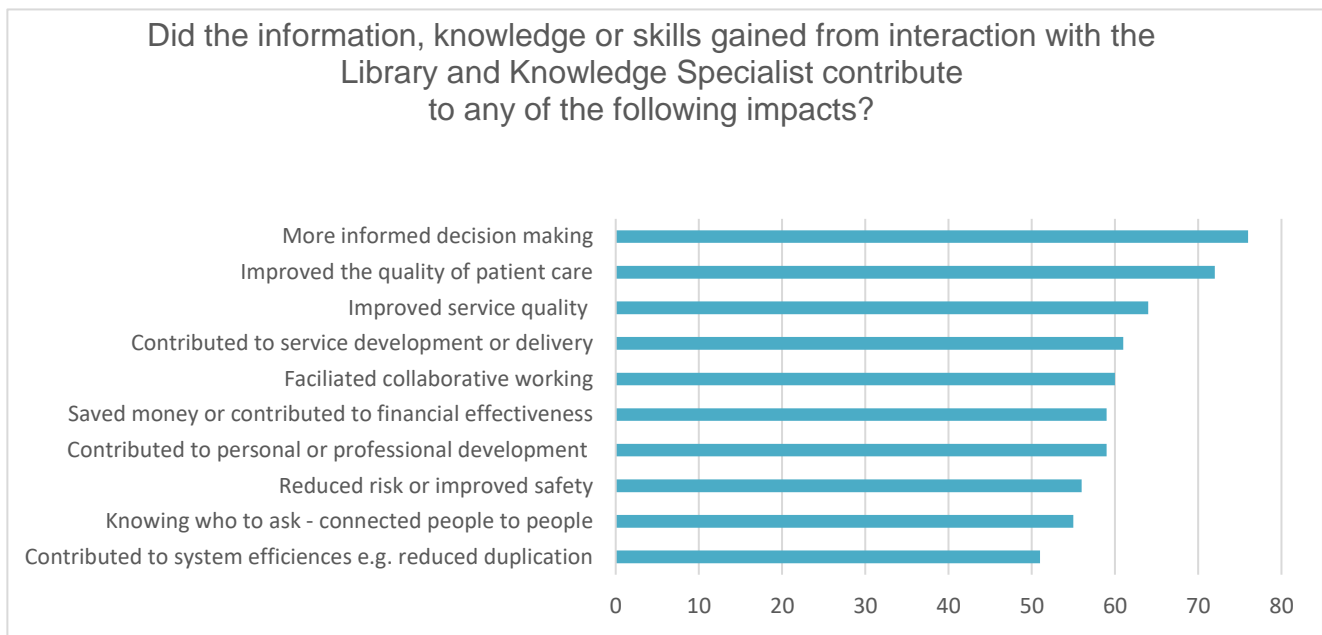 Did the information, knowledge or skills gained from interaction with the
Library and Knowledge Specialist contribute
to any of the following impacts?
More informed decision making
Improved the quality of patient care
Improved service quality
Contributed to service development or delivery
Faciliated collaborative working
Saved money or contributed to financial effectiveness
Contributed to personal or professional development
Reduced risk or improved safety
Knowing who to ask - connected people to people
Contributed to system efficiences e.g. reduced duplication
0 10 20 30 40 50 60 70 80